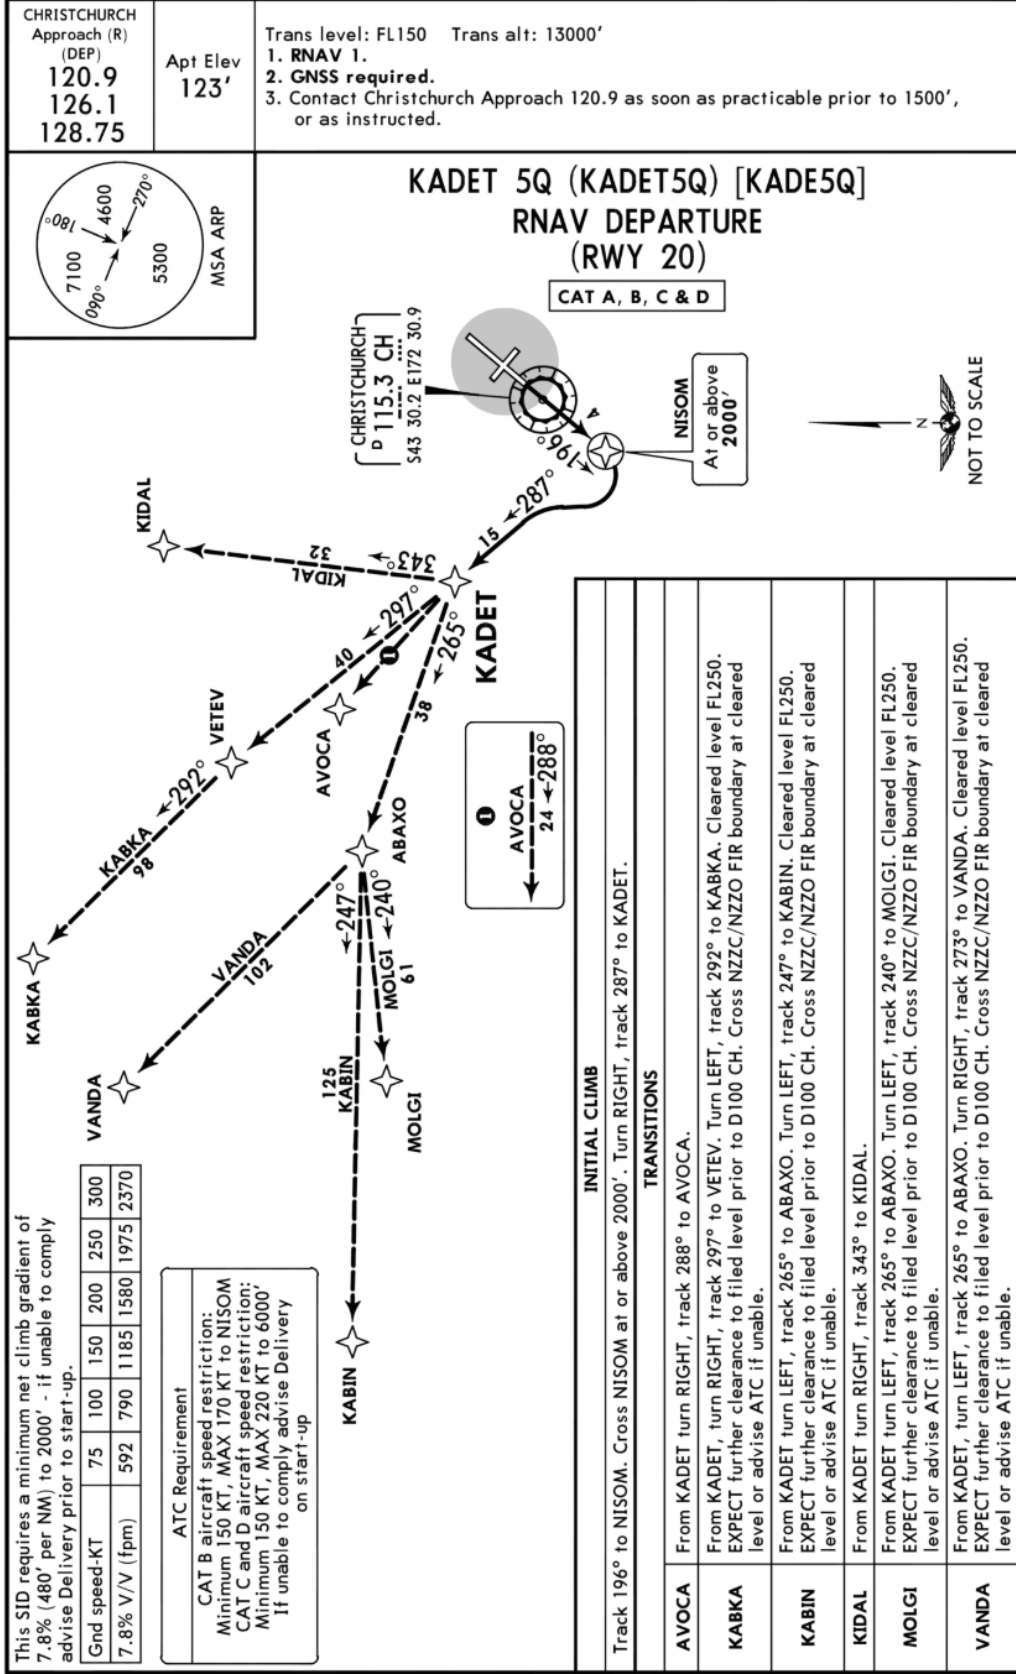 CHRISTCHURCH
Approach (R)
(DEP)
120.9
126.1
128.75
Apt Elev
123'
Trans level: FL150 Trans alt: 13000'
1. RNAV 1.
2. GNSS required.
3. Contact Christchurch Approach 120.9 as soon as practicable prior to 1500',
or as instructed.
KADET 5Q (KADET5Q) [KADE5Q]
RNAV DEPARTURE
(RWY 20)
CAT A, B, C & D
270°
4600
180°
7100
090°
5300
MSA ARP
CHRISTCHURCH
D 115.3 CH
S43 30.2 E172 30.9
4
196°
NISOM
At or above
2000'
N
NOT TO SCALE
15
287°
KADET
KIDAL
32
KIDAL
343°
297°
40
1
265°
38
VETEV
AVOCA
292°
KABKA
98
KABKA
ABAXO
1
AVOCA
24 288°
VANDA
102
VANDA
247°
240°
MOLGI
61
MOLGI
125
KABIN
KABIN
This SID requires a minimum net climb gradient of
7.8% (480' per NM) to 2000' - if unable to comply
advise Delivery prior to start-up.
Gnd speed-KT 75 100 150 200 250 300
7.8% V/V (fpm) 592 790 1185 1580 1975 2370
ATC Requirement
CAT B aircraft speed restriction:
Minimum 150 KT, MAX 170 KT to NISOM
CAT C and D aircraft speed restriction:
Minimum 150 KT, MAX 220 KT to 6000'
If unable to comply advise Delivery
on start-up
INITIAL CLIMB
Track 196° to NISOM. Cross NISOM at or above 2000'. Turn RIGHT, track 287° to KADET.
TRANSITIONS
AVOCA From KADET turn RIGHT, track 288° to AVOCA.
KABKA From KADET, turn RIGHT, track 297° to VETEV. Turn LEFT, track 292° to KABKA. Cleared level FL250.
EXPECT further clearance to filed level prior to D100 CH. Cross NZZC/NZZO FIR boundary at cleared
level or advise ATC if unable.
KABIN From KADET turn LEFT, track 265° to ABAXO. Turn LEFT, track 247° to KABIN. Cleared level FL250.
EXPECT further clearance to filed level prior to D100 CH. Cross NZZC/NZZO FIR boundary at cleared
level or advise ATC if unable.
KIDAL From KADET turn RIGHT, track 343° to KIDAL.
MOLGI From KADET turn LEFT, track 265° to ABAXO. Turn LEFT, track 240° to MOLGI. Cleared level FL250.
EXPECT further clearance to filed level prior to D100 CH. Cross NZZC/NZZO FIR boundary at cleared
level or advise ATC if unable.
VANDA From KADET, turn LEFT, track 265° to ABAXO. Turn RIGHT, track 273° to VANDA. Cleared level FL250.
EXPECT further clearance to filed level prior to D100 CH. Cross NZZC/NZZO FIR boundary at cleared
level or advise ATC if unable.